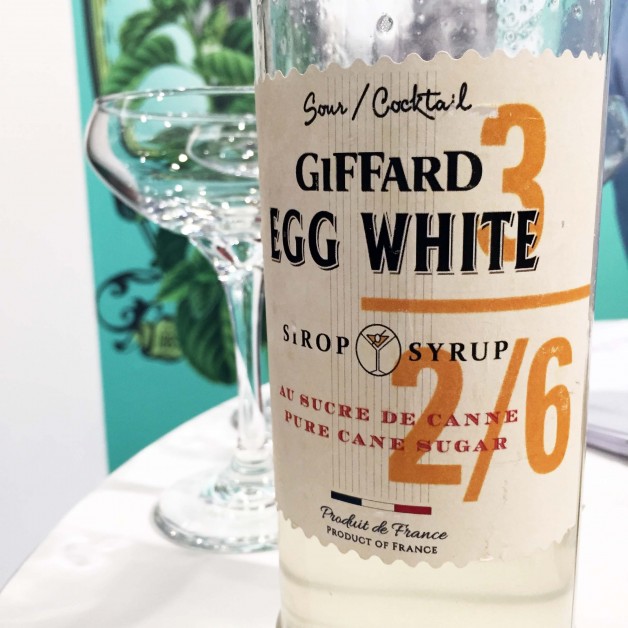 Sour / Cocktail
GIFFARD
3
EGG WHITE
SIROP SYRUP
2/6
AU SUCRE DE CANNE
PURE CANE SUGAR
Produit de France
PRODUCT OF FRANCE